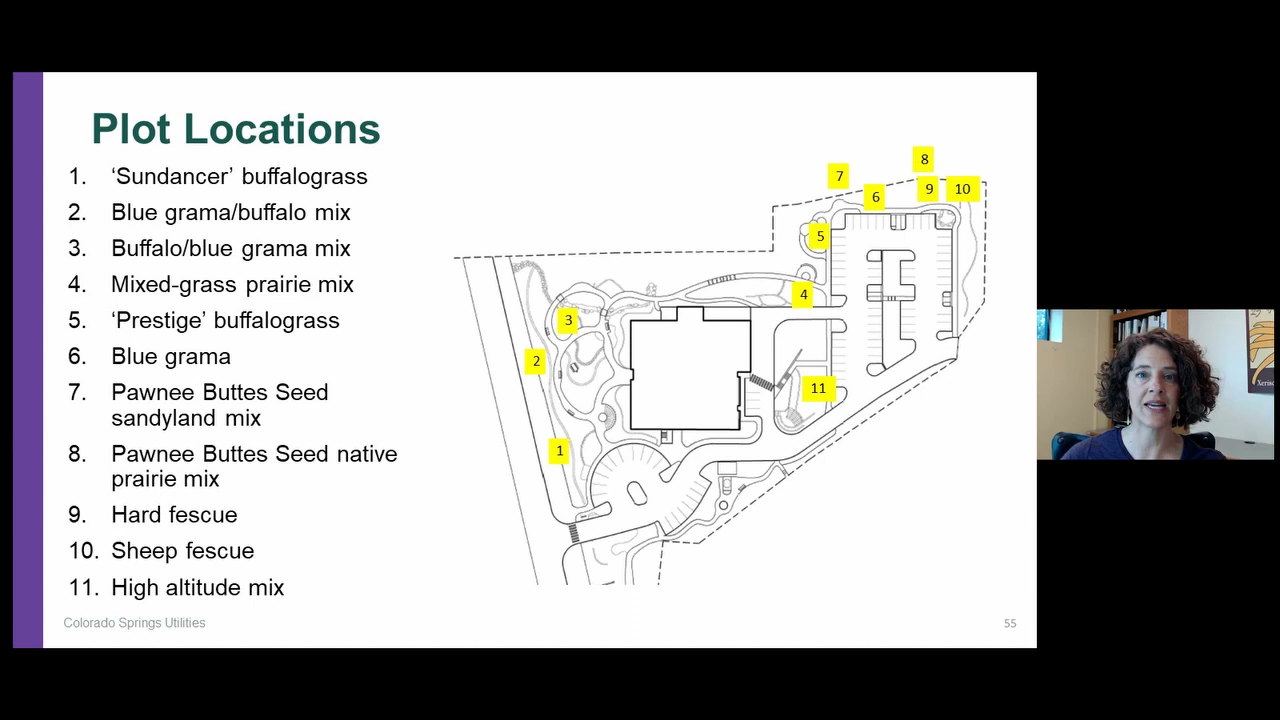 Plot Locations
1. ‘Sundancer’ buffalograss
2. Blue grama/buffalo mix
3. Buffalo/blue grama mix
4. Mixed-grass prairie mix
5. ‘Prestige’ buffalograss
6. Blue grama
7. Pawnee Buttes Seed
sandyland mix
8. Pawnee Buttes Seed native
prairie mix
9. Hard fescue
10. Sheep fescue
11. High altitude mix
8
7
9
10
6
5
4
3
2
11
1
Colorado Springs Utilities
55